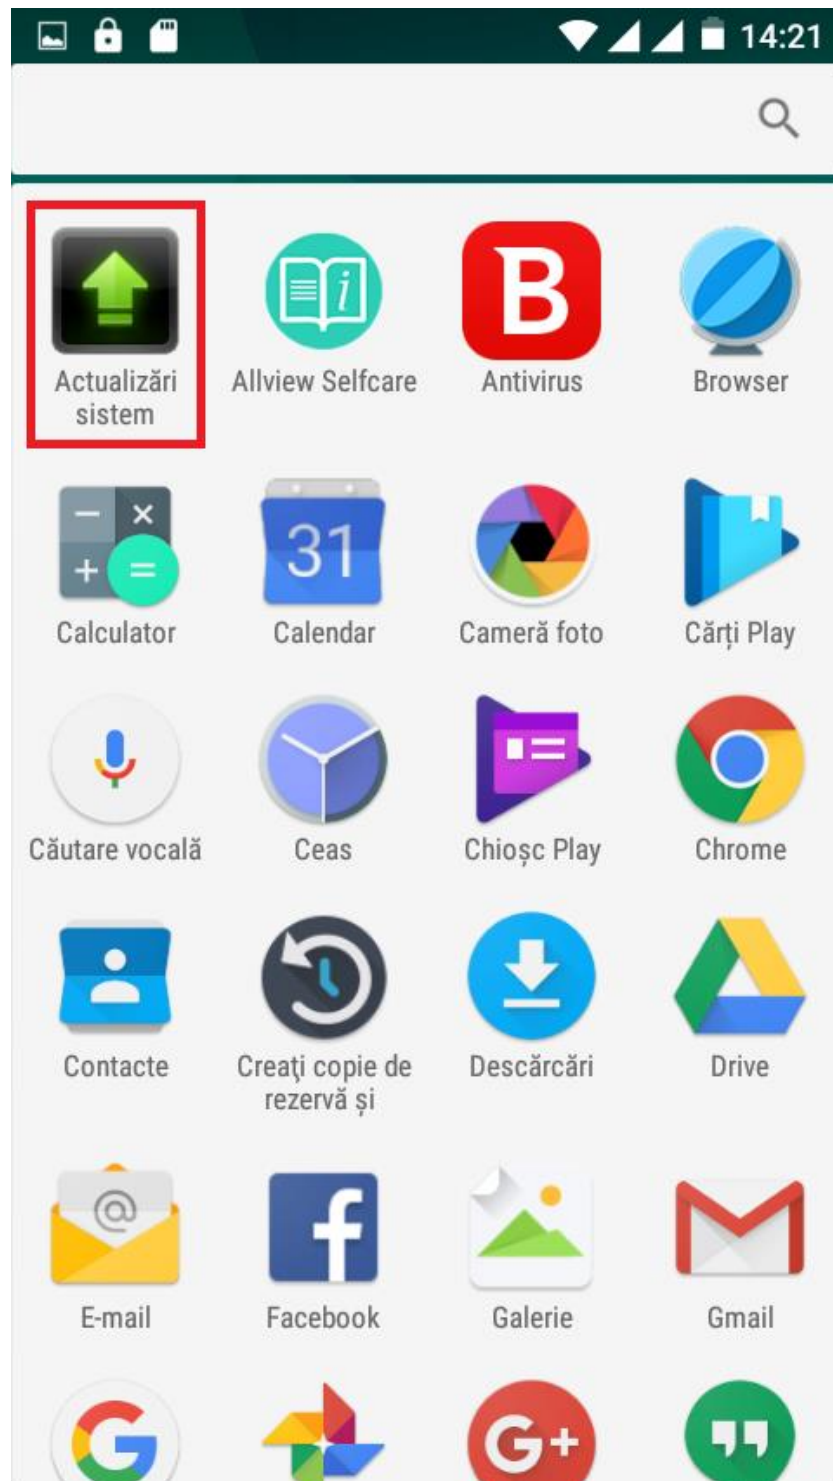 14:21
B
Actualizări
sistem
Allview Selfcare
Antivirus
Browser
31
Calculator
Calendar
Cameră foto
Cărți Play
Căutare vocală
Ceas
Chioșc Play
Chrome
Contacte
Creaţi copie de
rezervă și
Descărcări
Drive
@
f
E-mail
Facebook
Galerie
Gmail
G
G+